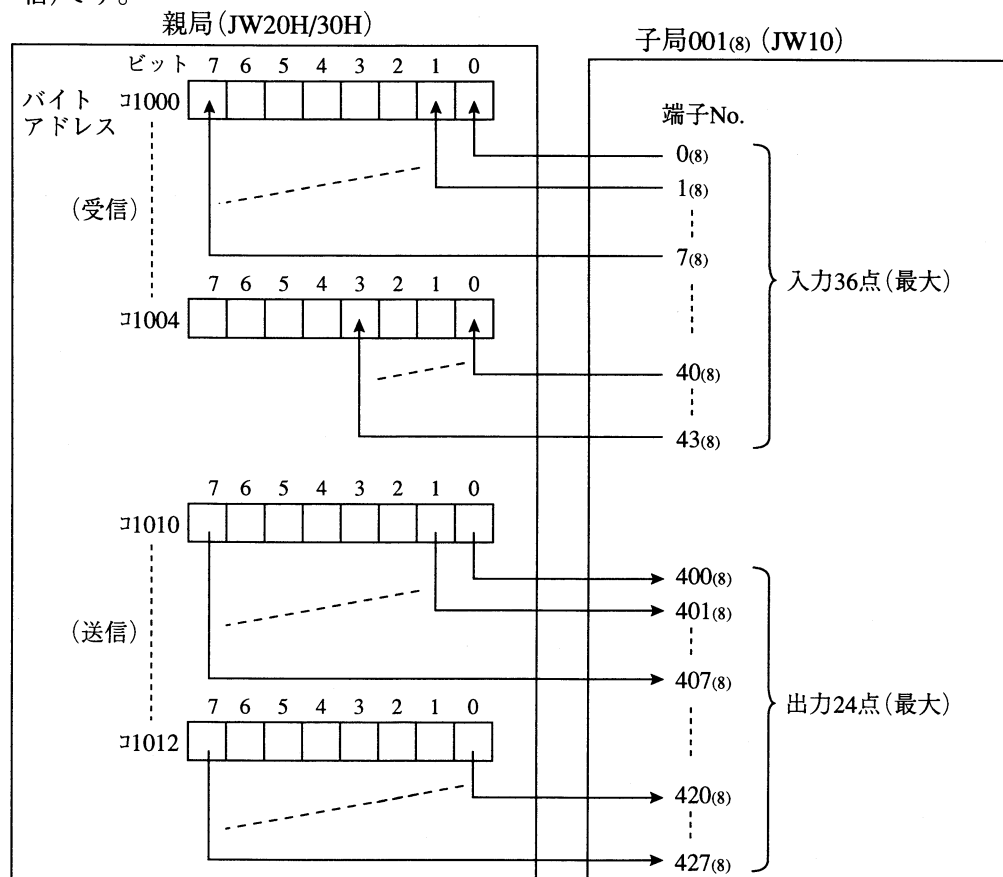 信)です。
親局(JW20H/30H)
子局001(8) (JW10)
ビット 7 6 5 4 3 2 1 0
バイト
アドレス
コ1000
端子No.
0(8)
1(8)
(受信)
7(8)
入力36点(最大)
7 6 5 4 3 2 1 0
コ1004
40(8)
43(8)
7 6 5 4 3 2 1 0
コ1010
400(8)
401(8)
(送信)
407(8)
出力24点(最大)
7 6 5 4 3 2 1 0
コ1012
420(8)
427(8)